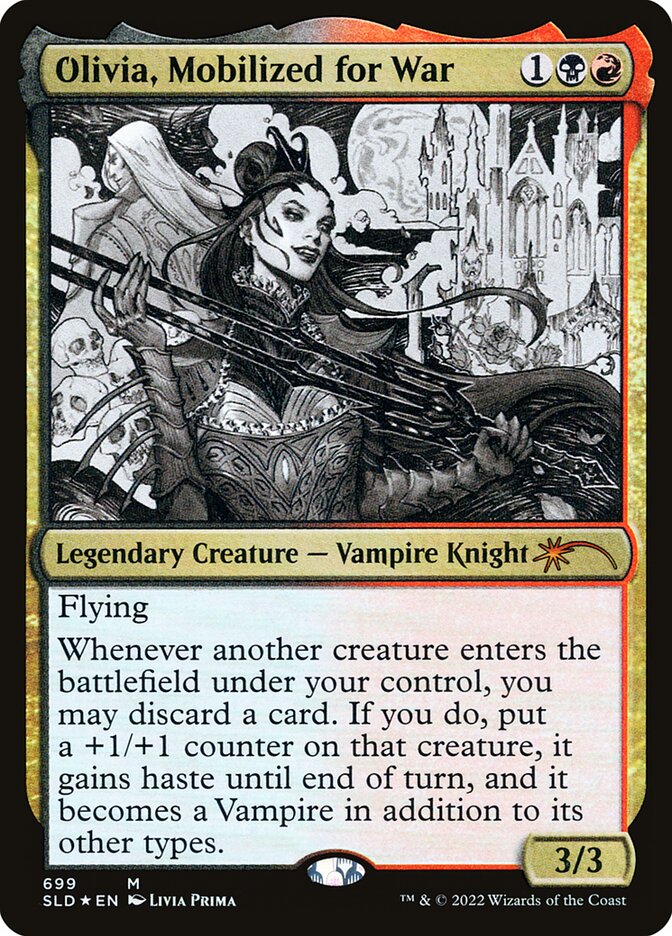 Olivia, Mobilized for War 1
Legendary Creature — Vampire Knight
Flying
Whenever another creature enters the
battlefield under your control, you
may discard a card. If you do, put
a +1/+1 counter on that creature, it
gains haste until end of turn, and it
becomes a Vampire in addition to its
other types.
3/3
699 M
SLD ★ EN Livia Prima
™ & © 2022 Wizards of the Coast